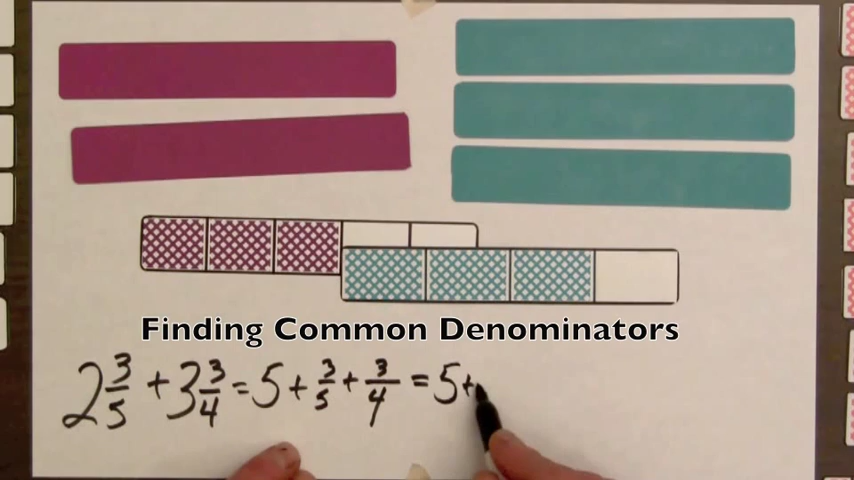 Finding Common Denominators
2 3/5 + 3 3/4 = 5 + 3/5 + 3/4 = 5 +